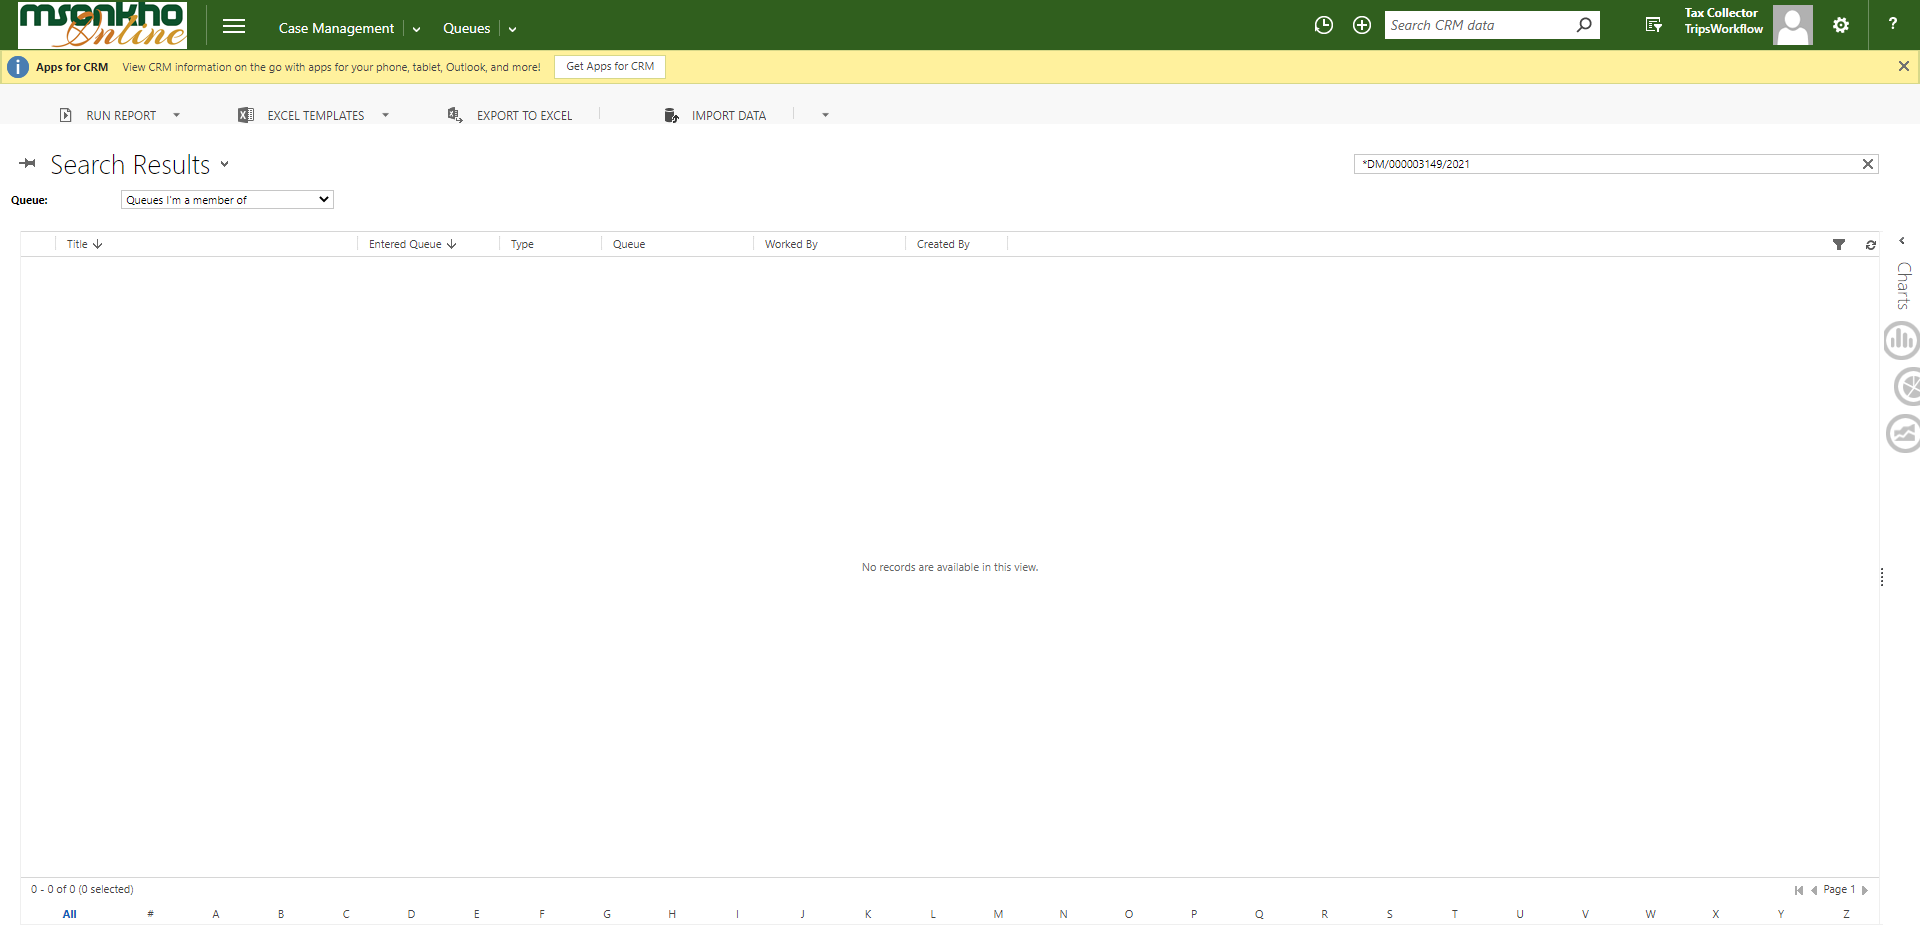 msonkho
Online
Case Management
Queues
Search CRM data
Tax Collector
TripsWorkflow
?
Apps for CRM
View CRM information on the go with apps for your phone, tablet, Outlook, and more!
Get Apps for CRM
RUN REPORT
EXCEL TEMPLATES
EXPORT TO EXCEL
IMPORT DATA
Search Results
*DM/000003149/2021
Queue:
Queues I'm a member of
Title
Entered Queue
Type
Queue
Worked By
Created By
Charts
No records are available in this view.
0 - 0 of 0 (0 selected)
Page 1
All # A B C D E F G H I J K L M N O P Q R S T U V W X Y Z